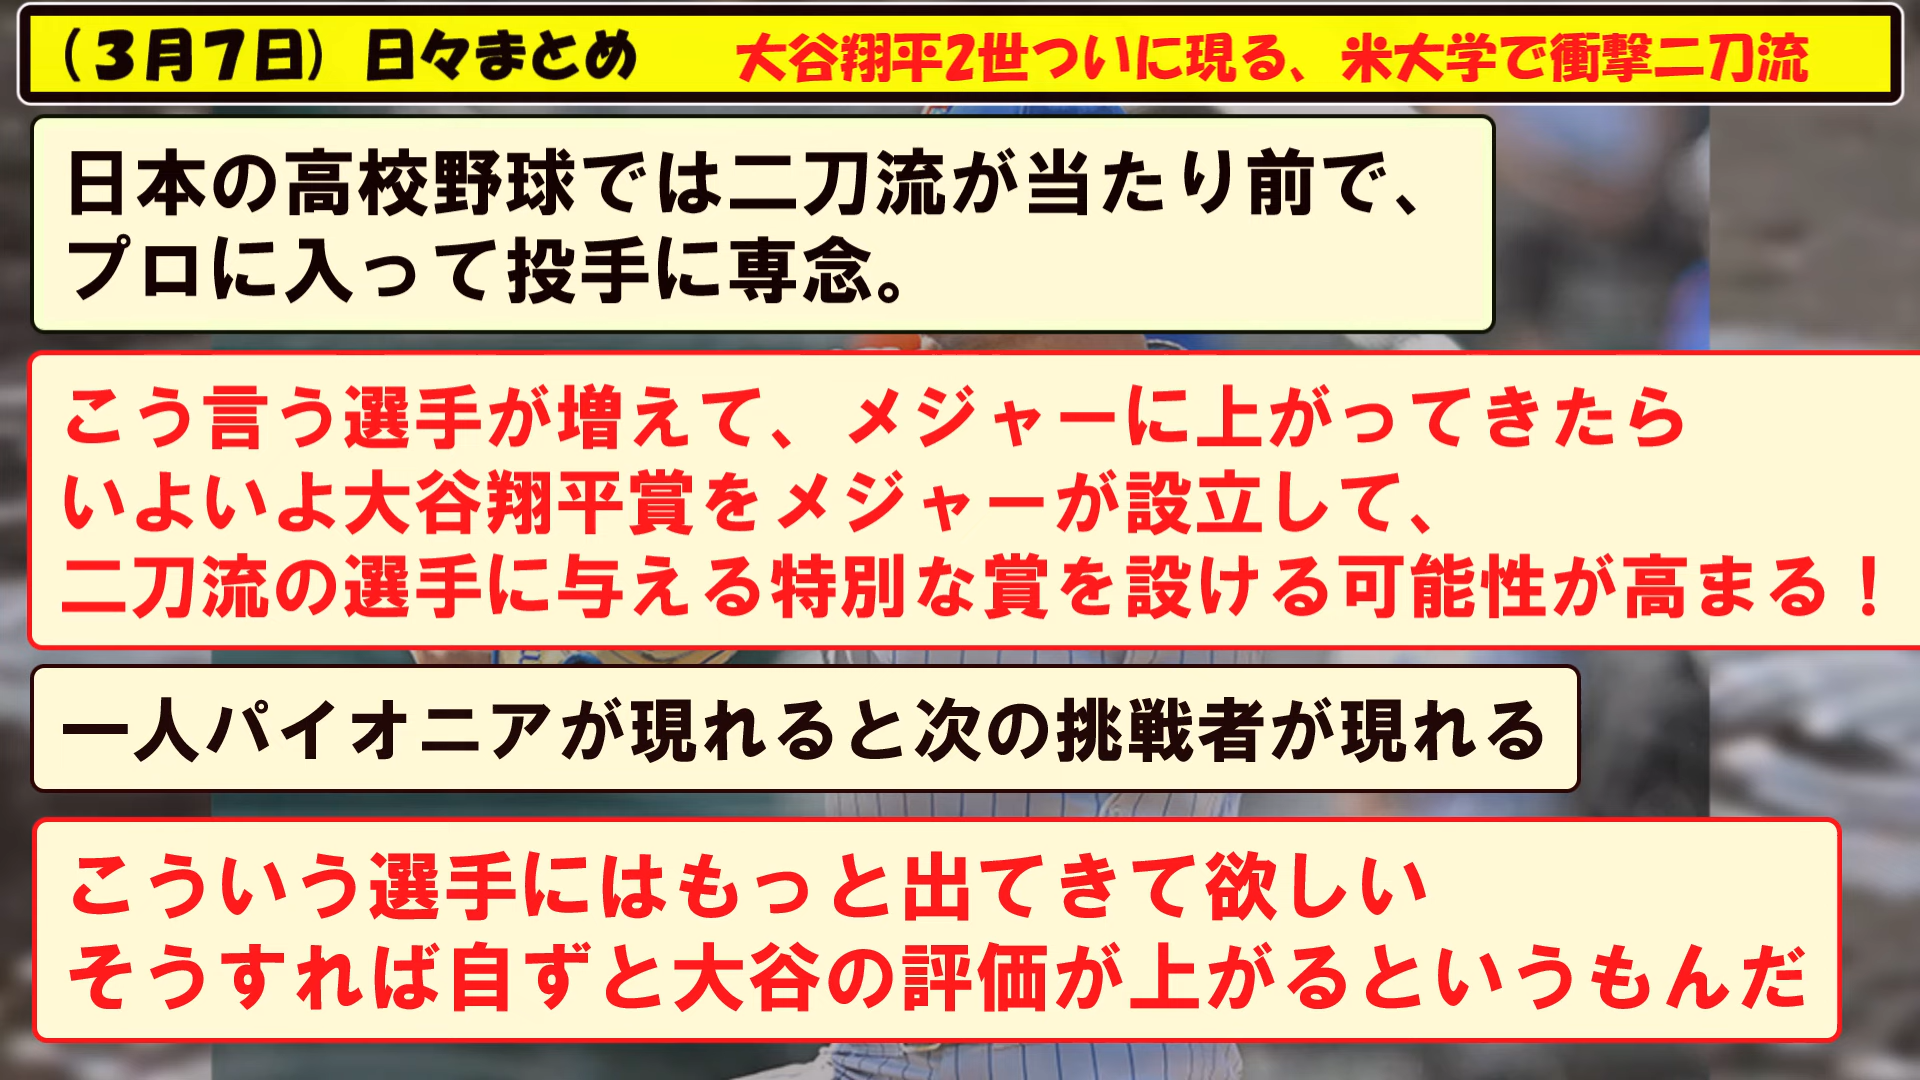 （３月７日）日々まとめ　大谷翔平2世ついに現る、米大学で衝撃二刀流
日本の高校野球では二刀流が当たり前で、
プロに入って投手に専念。
こう言う選手が増えて、メジャーに上がってきたら
いよいよ大谷翔平賞をメジャーが設立して、
二刀流の選手に与える特別な賞を設ける可能性が高まる！
一人パイオニアが現れると次の挑戦者が現れる
こういう選手にはもっと出てきて欲しい
そうすれば自ずと大谷の評価が上がるというもんだ